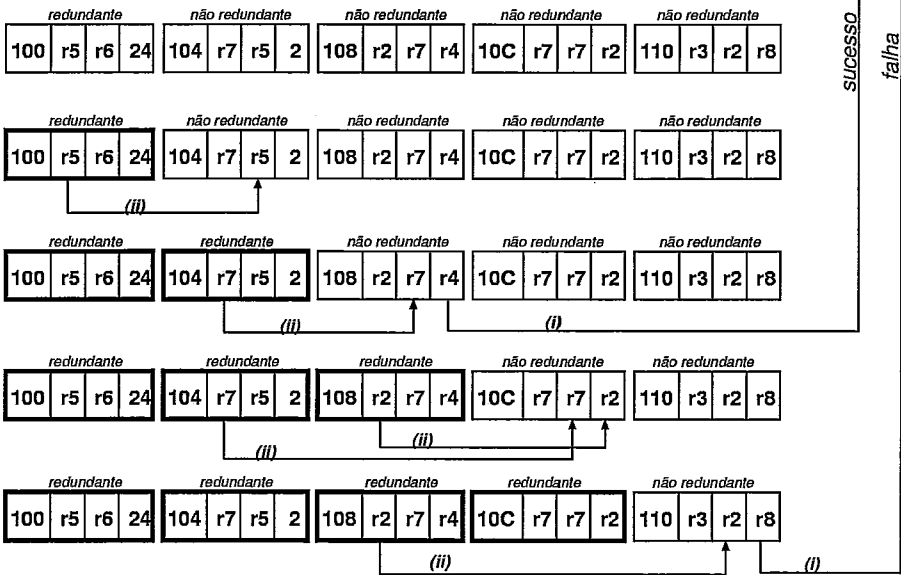 redundante não redundante não redundante não redundante não redundante
100 r5 r6 24 104 r7 r5 2 108 r2 r7 r4 10C r7 r7 r2 110 r3 r2 r8
sucesso
falha
redundante não redundante não redundante não redundante não redundante
100 r5 r6 24 104 r7 r5 2 108 r2 r7 r4 10C r7 r7 r2 110 r3 r2 r8
(ii)
redundante redundante não redundante não redundante não redundante
100 r5 r6 24 104 r7 r5 2 108 r2 r7 r4 10C r7 r7 r2 110 r3 r2 r8
(ii) (i)
redundante redundante redundante não redundante não redundante
100 r5 r6 24 104 r7 r5 2 108 r2 r7 r4 10C r7 r7 r2 110 r3 r2 r8
(ii)
(ii)
redundante redundante redundante redundante não redundante
100 r5 r6 24 104 r7 r5 2 108 r2 r7 r4 10C r7 r7 r2 110 r3 r2 r8
(ii) (i)